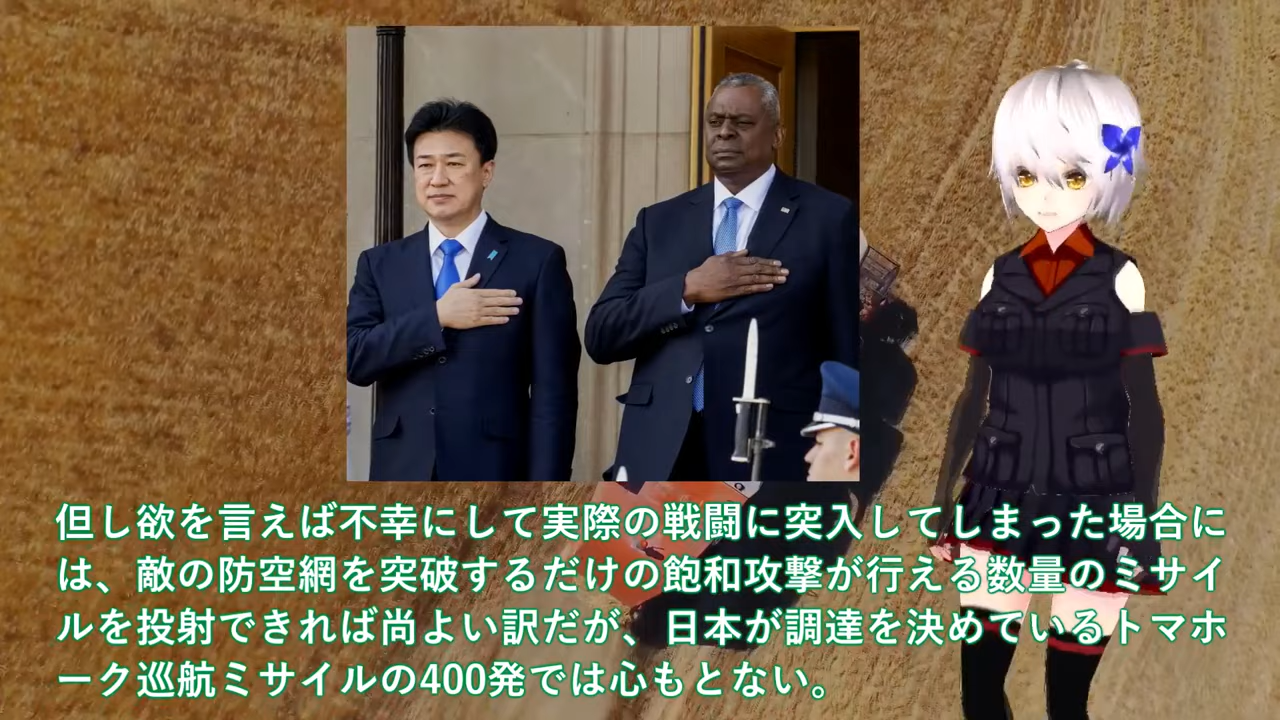 但し欲を言えば不幸にして実際の戦闘に突入してしまった場合に
は、敵の防空網を突破するだけの飽和攻撃が行える数量のミサイ
ルを投射できれば尚よい訳だが、日本が調達を決めているトマホ
ーク巡航ミサイルの400発では心もとない。